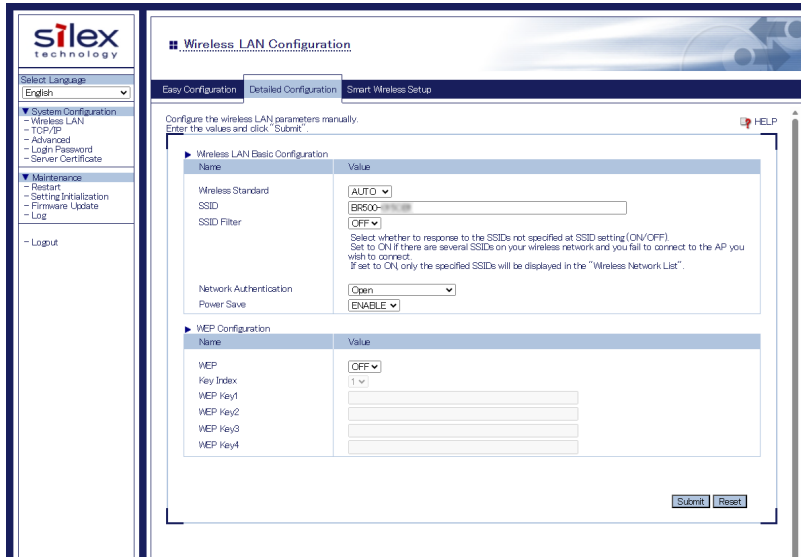 silex
technology
Select Language
English
▼ System Configuration
- Wireless LAN
- TCP/IP
- Advanced
- Login Password
- Server Certificate
▼ Maintenance
- Restart
- Setting Initialization
- Firmware Update
- Log
- Logout
Wireless LAN Configuration
Easy Configuration Detailed Configuration Smart Wireless Setup
Configure the wireless LAN parameters manually.
Enter the values and click "Submit".
HELP
▶ Wireless LAN Basic Configuration
Name Value
Wireless Standard AUTO
SSID BR500-
SSID Filter OFF
Select whether to response to the SSIDs not specified at SSID setting(ON/OFF).
Set to ON if there are several SSIDs on your wireless network and you fail to connect to the AP you
wish to connect.
If set to ON, only the specified SSIDs will be displayed in the "Wireless Network List".
Network Authentication Open
Power Save ENABLE
▶ WEP Configuration
Name Value
WEP OFF
Key Index 1
WEP Key1
WEP Key2
WEP Key3
WEP Key4
Submit Reset